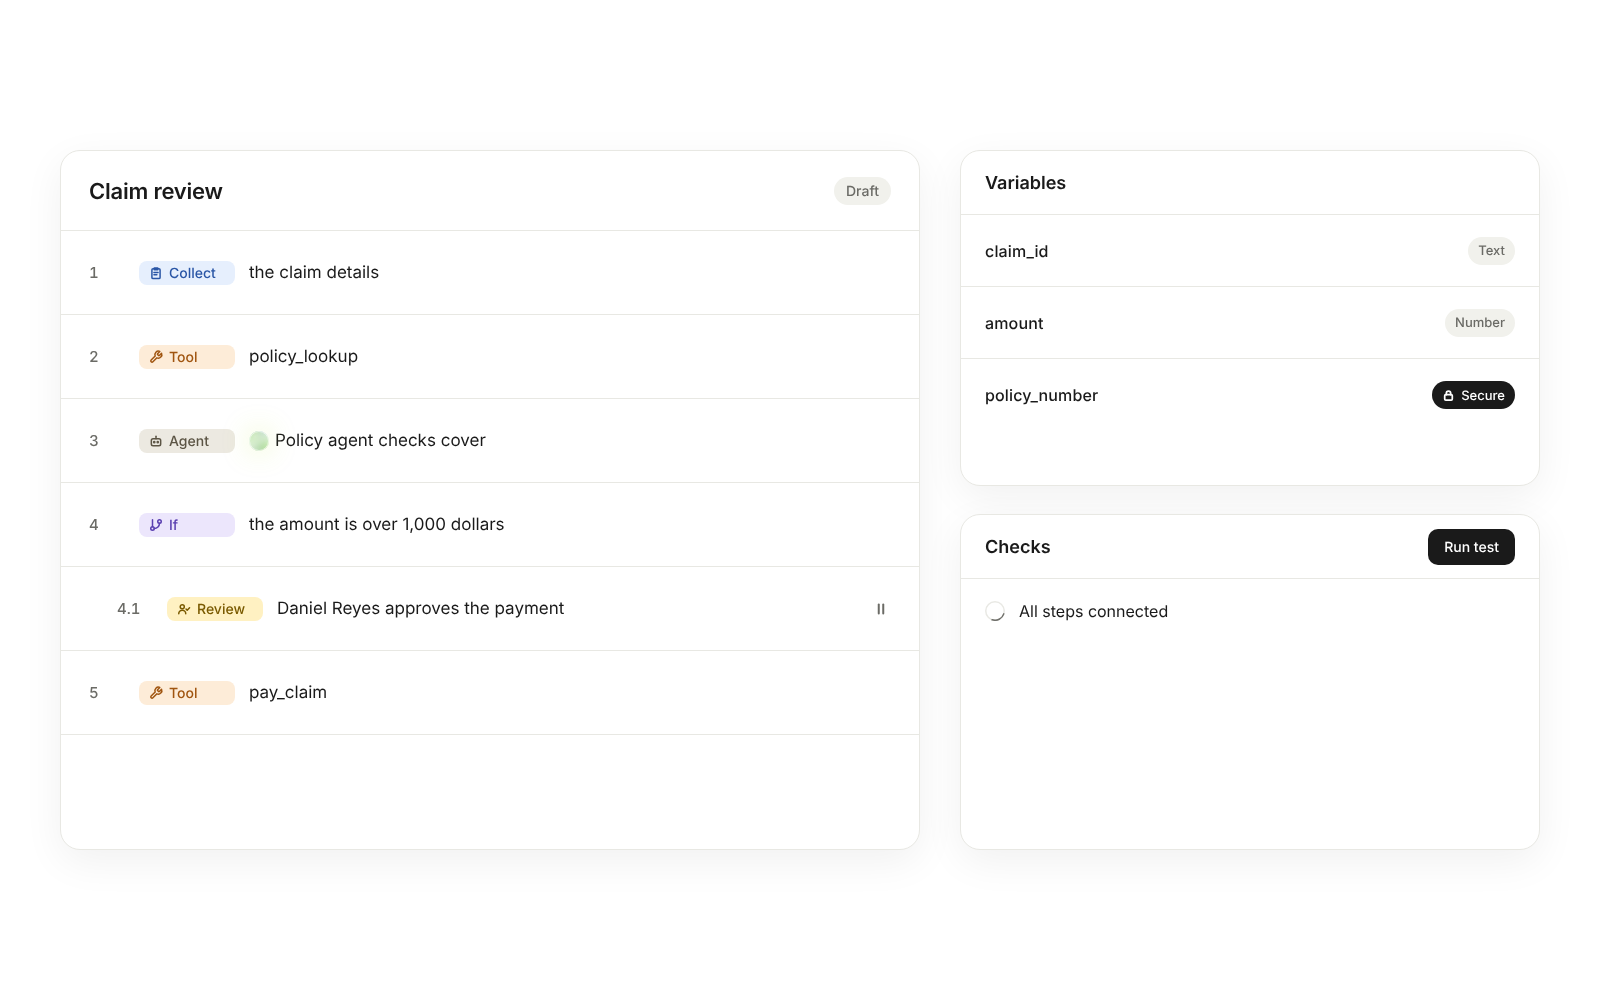 Claim review
Draft
1 Collect the claim details
2 Tool policy_lookup
3 Agent Policy agent checks cover
4 If the amount is over 1,000 dollars
4.1 Review Daniel Reyes approves the payment
5 Tool pay_claim
Variables
claim_id Text
amount Number
policy_number Secure
Checks
Run test
All steps connected